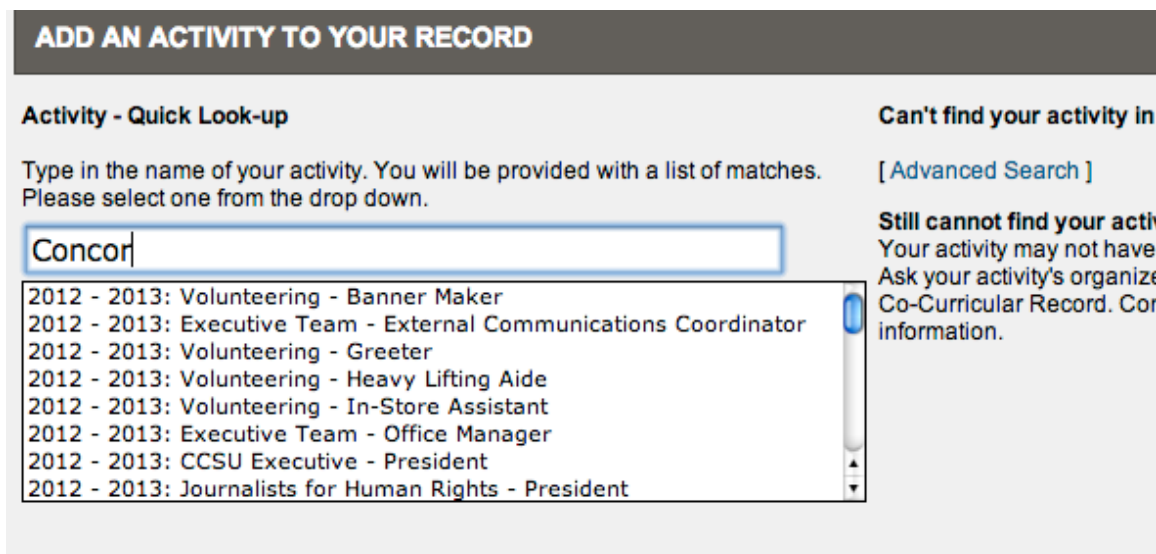 ADD AN ACTIVITY TO YOUR RECORD
Activity - Quick Look-up
Type in the name of your activity. You will be provided with a list of matches.
Please select one from the drop down.
Concor
2012 - 2013: Volunteering - Banner Maker
2012 - 2013: Executive Team - External Communications Coordinator
2012 - 2013: Volunteering - Greeter
2012 - 2013: Volunteering - Heavy Lifting Aide
2012 - 2013: Volunteering - In-Store Assistant
2012 - 2013: Executive Team - Office Manager
2012 - 2013: CCSU Executive - President
2012 - 2013: Journalists for Human Rights - President
Can't find your activity in
[ Advanced Search ]
Still cannot find your activ
Your activity may not have
Ask your activity's organize
Co-Curricular Record. Cor
information.